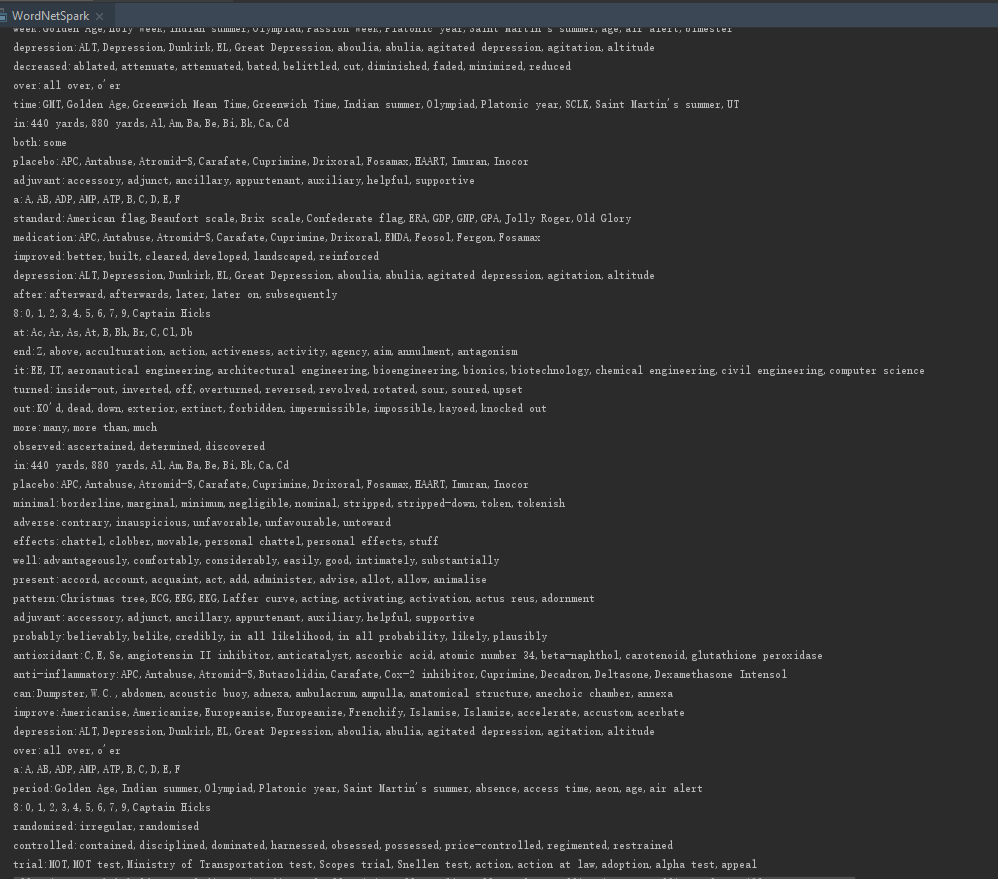 WordNetSpark
week:Golden Age,Holy Week,Indian summer,Olympiad,Passion Week,Platonic year,Saint Martin's summer,age,air alert,bimester
depression:ALT,Depression,Dunkirk,EL,Great Depression,aboulia,abulia,agitated depression,agitation,altitude
decreased:ablated,attenuate,attenuated,bated,belittled,cut,diminished,faded,minimized,reduced
over:all over,o'er
time:GMT,Golden Age,Greenwich Mean Time,Greenwich Time,Indian summer,Olympiad,Platonic year,SCLK,Saint Martin's summer,UT
in:440 yards,880 yards,Al,Am,Ba,Be,Bi,Bk,Ca,Cd
both:some
placebo:APC,Antabuse,Atromid-S,Carafate,Cuprimine,Drixoral,Fosamax,HAART,Imuran,Inocor
adjuvant:accessory,adjunct,ancillary,appurtenant,auxiliary,helpful,supportive
a:A,AB,ADP,AMP,ATP,B,C,D,E,F
standard:American flag,Beaufort scale,Brix scale,Confederate flag,ERA,GDP,GNP,GPA,Jolly Roger,Old Glory
medication:APC,Antabuse,Atromid-S,Carafate,Cuprimine,Drixoral,EMDA,Feosol,Fergon,Fosamax
improved:better,built,cleared,developed,landscaped,reinforced
depression:ALT,Depression,Dunkirk,EL,Great Depression,aboulia,abulia,agitated depression,agitation,altitude
after:afterward,afterwards,later,later on,subsequently
8:0,1,2,3,4,5,6,7,9,Captain Hicks
at:Ac,Ar,As,At,B,Bh,Br,C,Cl,Db
end:Z,above,acculturation,action,activeness,activity,agency,aim,annulment,antagonism
it:EE,IT,aeronautical engineering,architectural engineering,bioengineering,bionics,biotechnology,chemical engineering,civil engineering,computer science
turned:inside-out,inverted,off,overturned,reversed,revolved,rotated,sour,soured,upset
out:KO'd,dead,down,exterior,extinct,forbidden,impermissible,impossible,kayoed,knocked out
more:many,more than,much
observed:ascertained,determined,discovered
in:440 yards,880 yards,Al,Am,Ba,Be,Bi,Bk,Ca,Cd
placebo:APC,Antabuse,Atromid-S,Carafate,Cuprimine,Drixoral,Fosamax,HAART,Imuran,Inocor
minimal:borderline,marginal,minimum,negligible,nominal,stripped,stripped-down,token,tokenish
adverse:contrary,inauspicious,unfavorable,unfavourable,untoward
effects:chattel,clobber,movable,personal chattel,personal effects,stuff
well:advantageously,comfortably,considerably,easily,good,intimately,substantially
present:accord,account,acquaint,act,add,administer,advise,allot,allow,animalise
pattern:Christmas tree,ECG,EEG,EKG,Laffer curve,acting,activating,activation,actus reus,adornment
adjuvant:accessory,adjunct,ancillary,appurtenant,auxiliary,helpful,supportive
probably:believably,belike,credibly,in all likelihood,in all probability,likely,plausibly
antioxidant:C,E,Se,angiotensin II inhibitor,anticatalyst,ascorbic acid,atomic number 34,beta-naphthol,carotenoid,glutathione peroxidase
anti-inflammatory:APC,Antabuse,Atromid-S,Butazolidin,Carafate,Cox-2 inhibitor,Cuprimine,Decadron,Deltasone,Dexamethasone Intensol
can:Dumpster,W.C.,abdomen,acoustic buoy,adnexa,ambulacrum,ampulla,anatomical structure,anechoic chamber,annexa
improve:Americanise,Americanize,Europeanise,Europeanize,Frenchify,Islamise,Islamize,accelerate,accustom,acerbate
depression:ALT,Depression,Dunkirk,EL,Great Depression,aboulia,abulia,agitated depression,agitation,altitude
over:all over,o'er
a:A,AB,ADP,AMP,ATP,B,C,D,E,F
period:Golden Age,Indian summer,Olympiad,Platonic year,Saint Martin's summer,absence,access time,aeon,age,air alert
8:0,1,2,3,4,5,6,7,9,Captain Hicks
randomized:irregular,randomised
controlled:contained,disciplined,dominated,harnessed,obsessed,possessed,price-controlled,regimented,restrained
trial:MOT,MOT test,Ministry of Transportation test,Scopes trial,Snellen test,action,action at law,adoption,alpha test,appeal